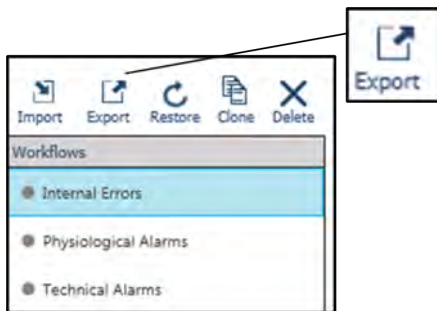 Export
Import Export Restore Clone Delete
Workflows
Internal Errors
Physiological Alarms
Technical Alarms